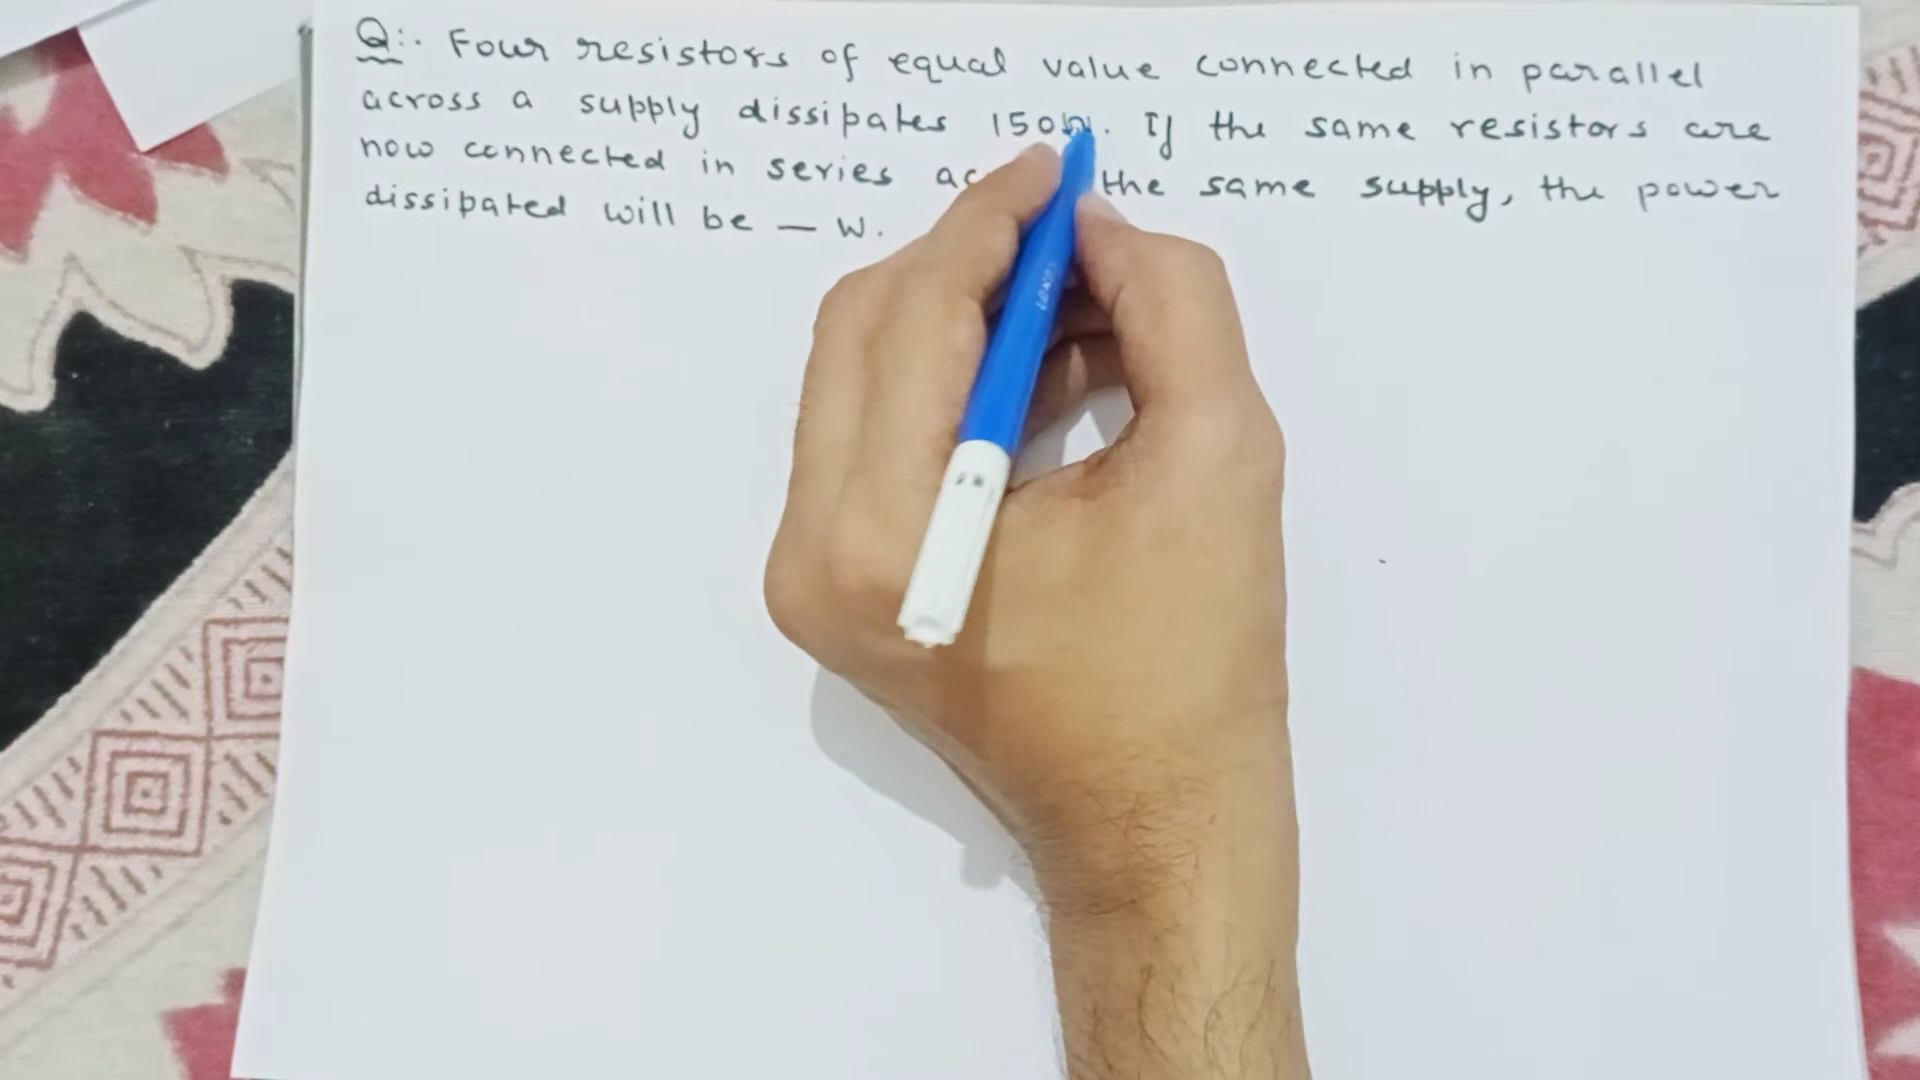 Q:. Four resistors of equal value connected in parallel
across a supply dissipates 150W. If the same resistors are
now connected in series the same supply, the power
dissipated will be — W.